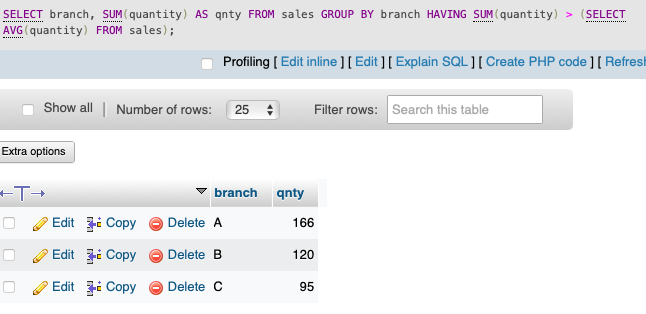 SELECT branch, SUM(quantity) AS qnty FROM sales GROUP BY branch HAVING SUM(quantity) > (SELECT
AVG(quantity) FROM sales);
Profiling [ Edit inline ] [ Edit ] [ Explain SQL ] [ Create PHP code ] [ Refresh
Show all | Number of rows: 25 Filter rows: Search this table
Extra options
←T→ branch qnty
Edit Copy Delete A 166
Edit Copy Delete B 120
Edit Copy Delete C 95